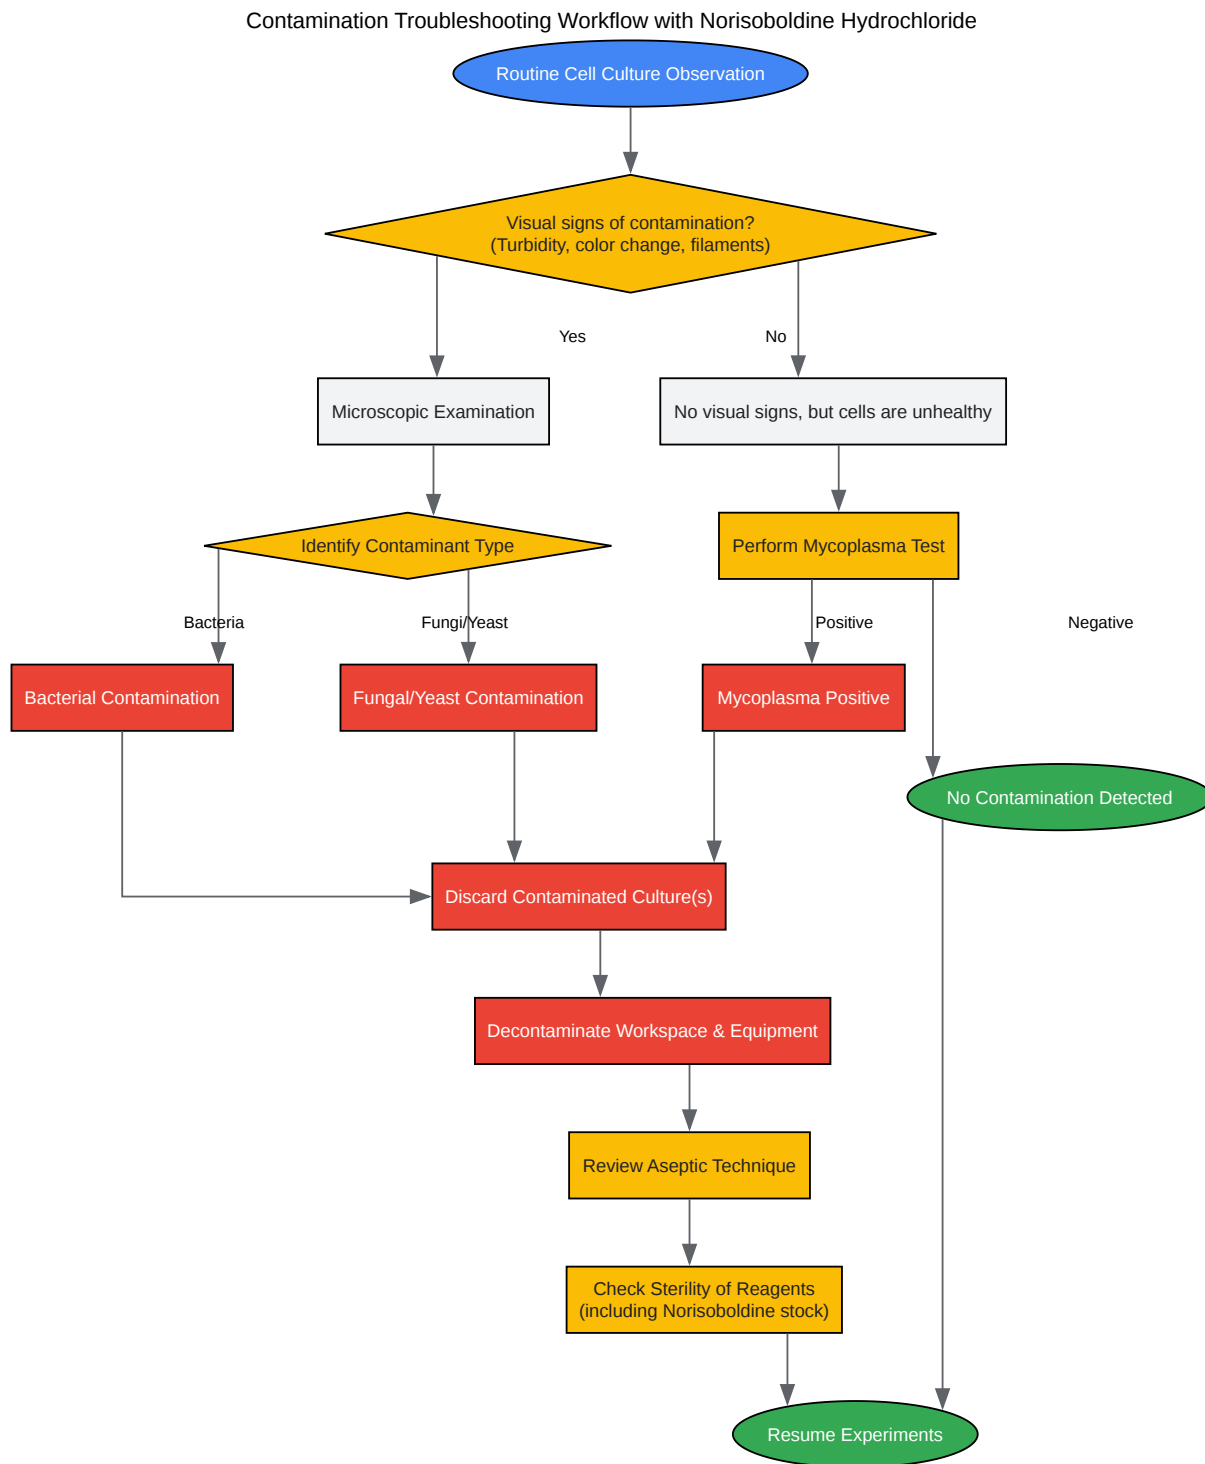 Contamination Troubleshooting Workflow with Norisoboldine Hydrochloride
Routine Cell Culture Observation
Visual signs of contamination?
(Turbidity, color change, filaments)
Yes
No
Microscopic Examination
No visual signs, but cells are unhealthy
Identify Contaminant Type
Perform Mycoplasma Test
Bacteria
Fungi/Yeast
Positive
Negative
Bacterial Contamination
Fungal/Yeast Contamination
Mycoplasma Positive
No Contamination Detected
Discard Contaminated Culture(s)
Decontaminate Workspace & Equipment
Review Aseptic Technique
Check Sterility of Reagents
(including Norisoboldine stock)
Resume Experiments